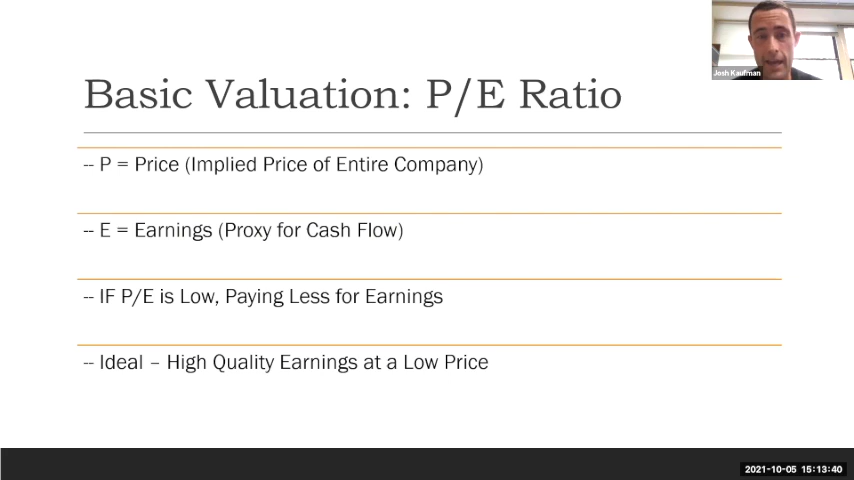 Josh Kaufman
Basic Valuation: P/E Ratio
-- P = Price (Implied Price of Entire Company)
-- E = Earnings (Proxy for Cash Flow)
-- IF P/E is Low, Paying Less for Earnings
-- Ideal – High Quality Earnings at a Low Price
2021-10-05 15:13:40